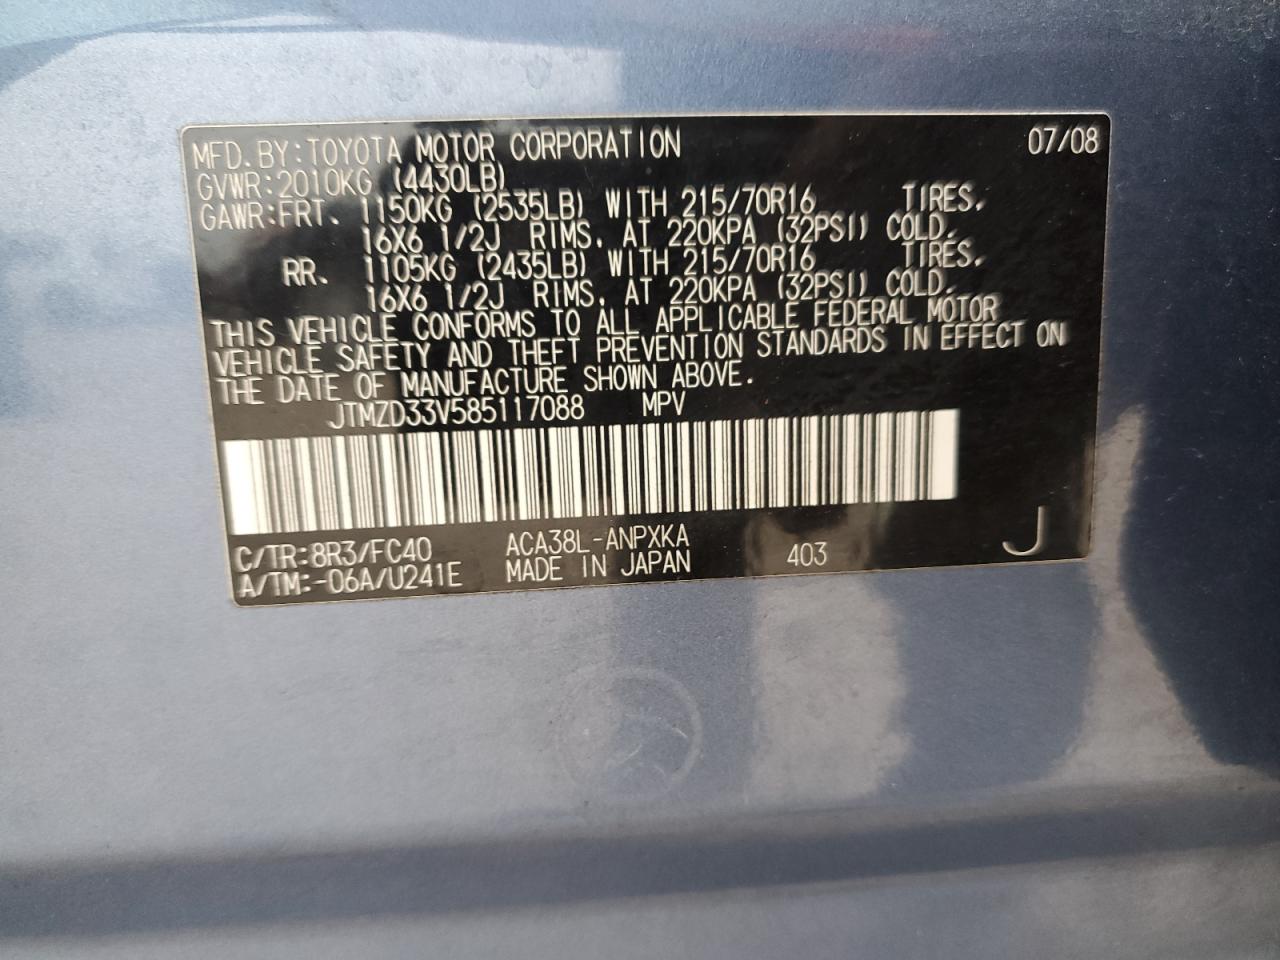 MFD. BY: TOYOTA MOTOR CORPORATION 07/08
GVWR: 2010KG (4430LB)
GAWR: FRT. 1150KG (2535LB) WITH 215/70R16 TIRES.
16X6 1/2J RIMS. AT 220KPA (32PSI) COLD.
RR. 1105KG (2435LB) WITH 215/70R16 TIRES.
16X6 1/2J RIMS. AT 220KPA (32PSI) COLD.
THIS VEHICLE CONFORMS TO ALL APPLICABLE FEDERAL MOTOR
VEHICLE SAFETY AND THEFT PREVENTION STANDARDS IN EFFECT ON
THE DATE OF MANUFACTURE SHOWN ABOVE.
JTMZD33V585117088 MPV
C/TR: 8R3/FC40 ACA38L-ANPXKA
A/TM: -06A/U241E MADE IN JAPAN 403 J